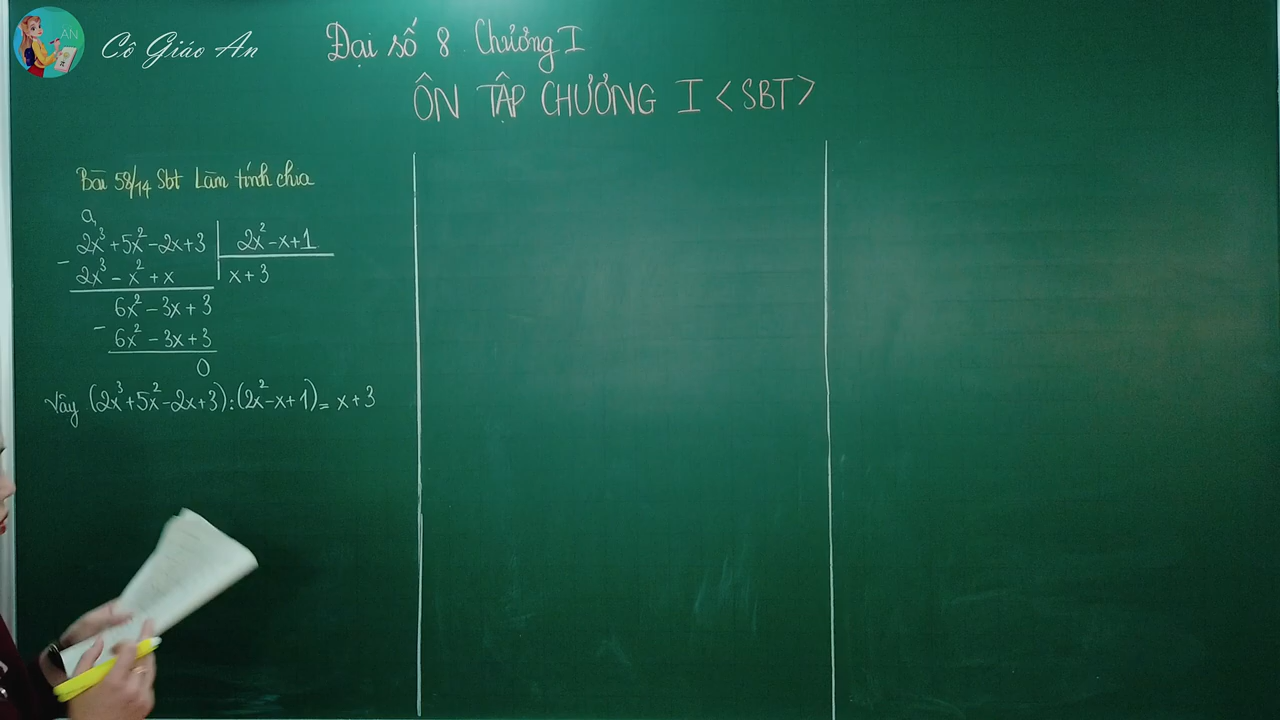 AN
Cô Giáo An
Đại số 8 Chương I
ÔN TẬP CHƯƠNG I <SBT>
Bài 58/14 Sbt Làm tính chia
a,
2x³+5x²-2x+3 | 2x²-x+1
- 2x³ - x² + x | x+3
6x² - 3x + 3
- 6x² - 3x + 3
0
Vậy (2x³+5x²-2x+3):(2x²-x+1) = x+3